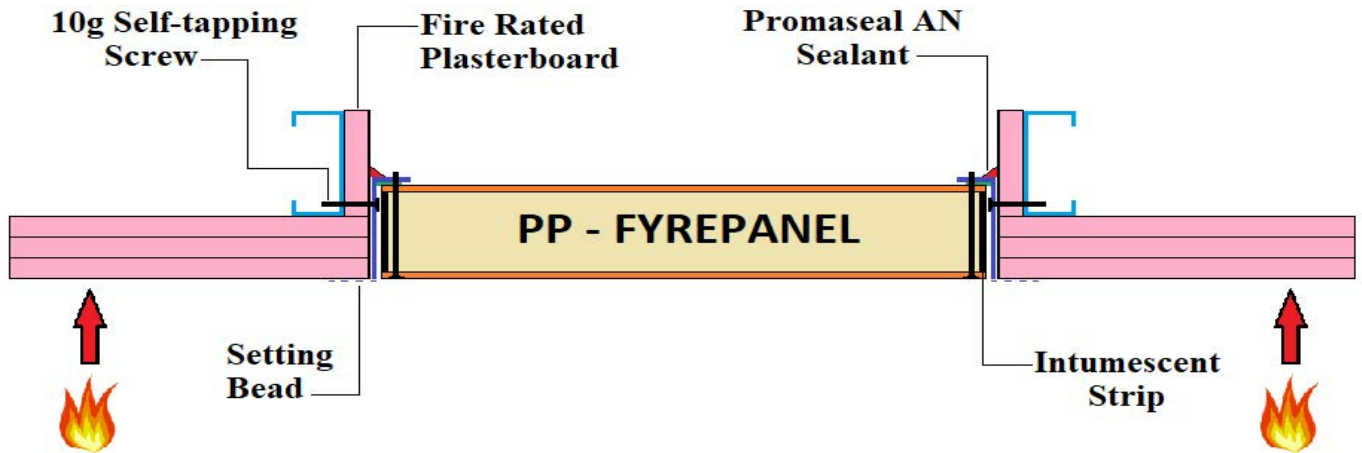 10g Self-tapping
Screw
Fire Rated
Plasterboard
Promaseal AN
Sealant
PP - FYREPANEL
Setting
Bead
Intumescent
Strip